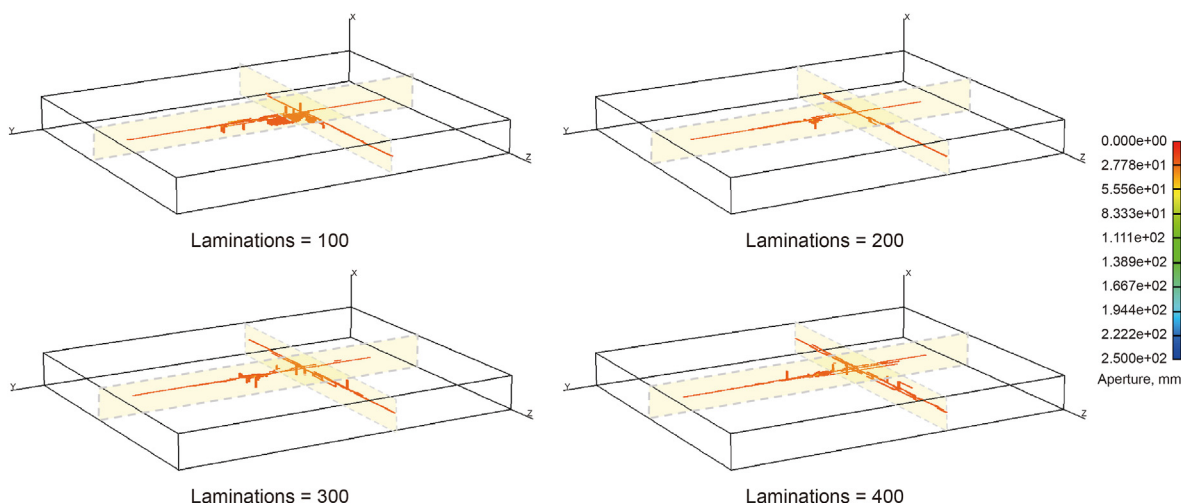 X
Y
Z
Laminations = 100
X
Y
Z
Laminations = 200
X
Y
Z
Laminations = 300
X
Y
Z
Laminations = 400
0.000e+00
2.778e+01
5.556e+01
8.333e+01
1.111e+02
1.389e+02
1.667e+02
1.944e+02
2.222e+02
2.500e+02
Aperture, mm